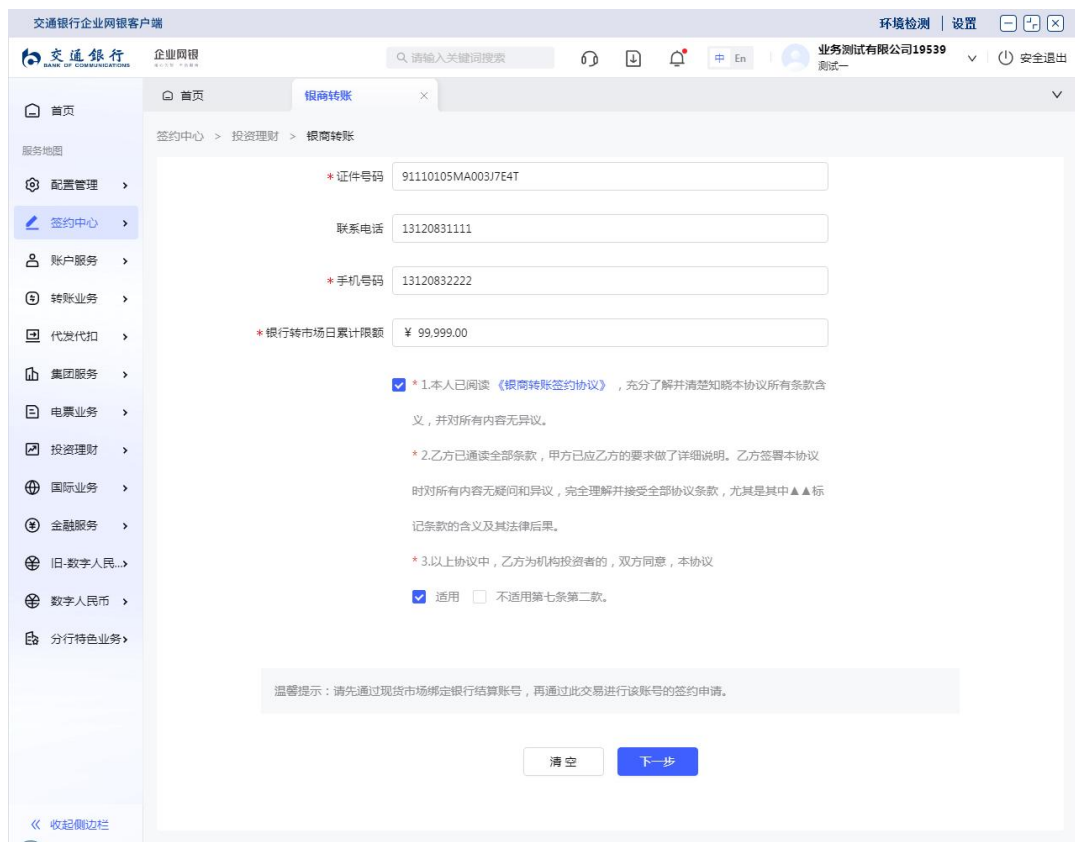 交通银行企业网银客户端
环境检测 | 设置
交通銀行 企业网银
BANK OF COMMUNICATIONS
请输入关键词搜索
中 En
业务测试有限公司19539
测试一
安全退出
首页
银商转账 ×
首页
服务地图
配置管理
签约中心
账户服务
转账业务
代发代扣
集团服务
电票业务
投资理财
国际业务
金融服务
旧-数字人民...
数字人民币
分行特色业务
收起侧边栏
签约中心 > 投资理财 > 银商转账
* 证件号码 91110105MA003J7E4T
联系电话 13120831111
* 手机号码 13120832222
* 银行转市场日累计限额 ¥ 99,999.00
* 1.本人已阅读《银商转账签约协议》,充分了解并清楚知晓本协议所有条款含
义,并对所有内容无异议。
* 2.乙方已通读全部条款,甲方已应乙方的要求做了详细说明。乙方签署本协议
时对所有内容无疑问和异议,完全理解并接受全部协议条款,尤其是其中▲▲标
记条款的含义及其法律后果。
* 3.以上协议中,乙方为机构投资者的,双方同意,本协议
适用 不适用第七条第二款。
温馨提示:请先通过现货市场绑定银行结算账号,再通过此交易进行该账号的签约申请。
清空 下一步